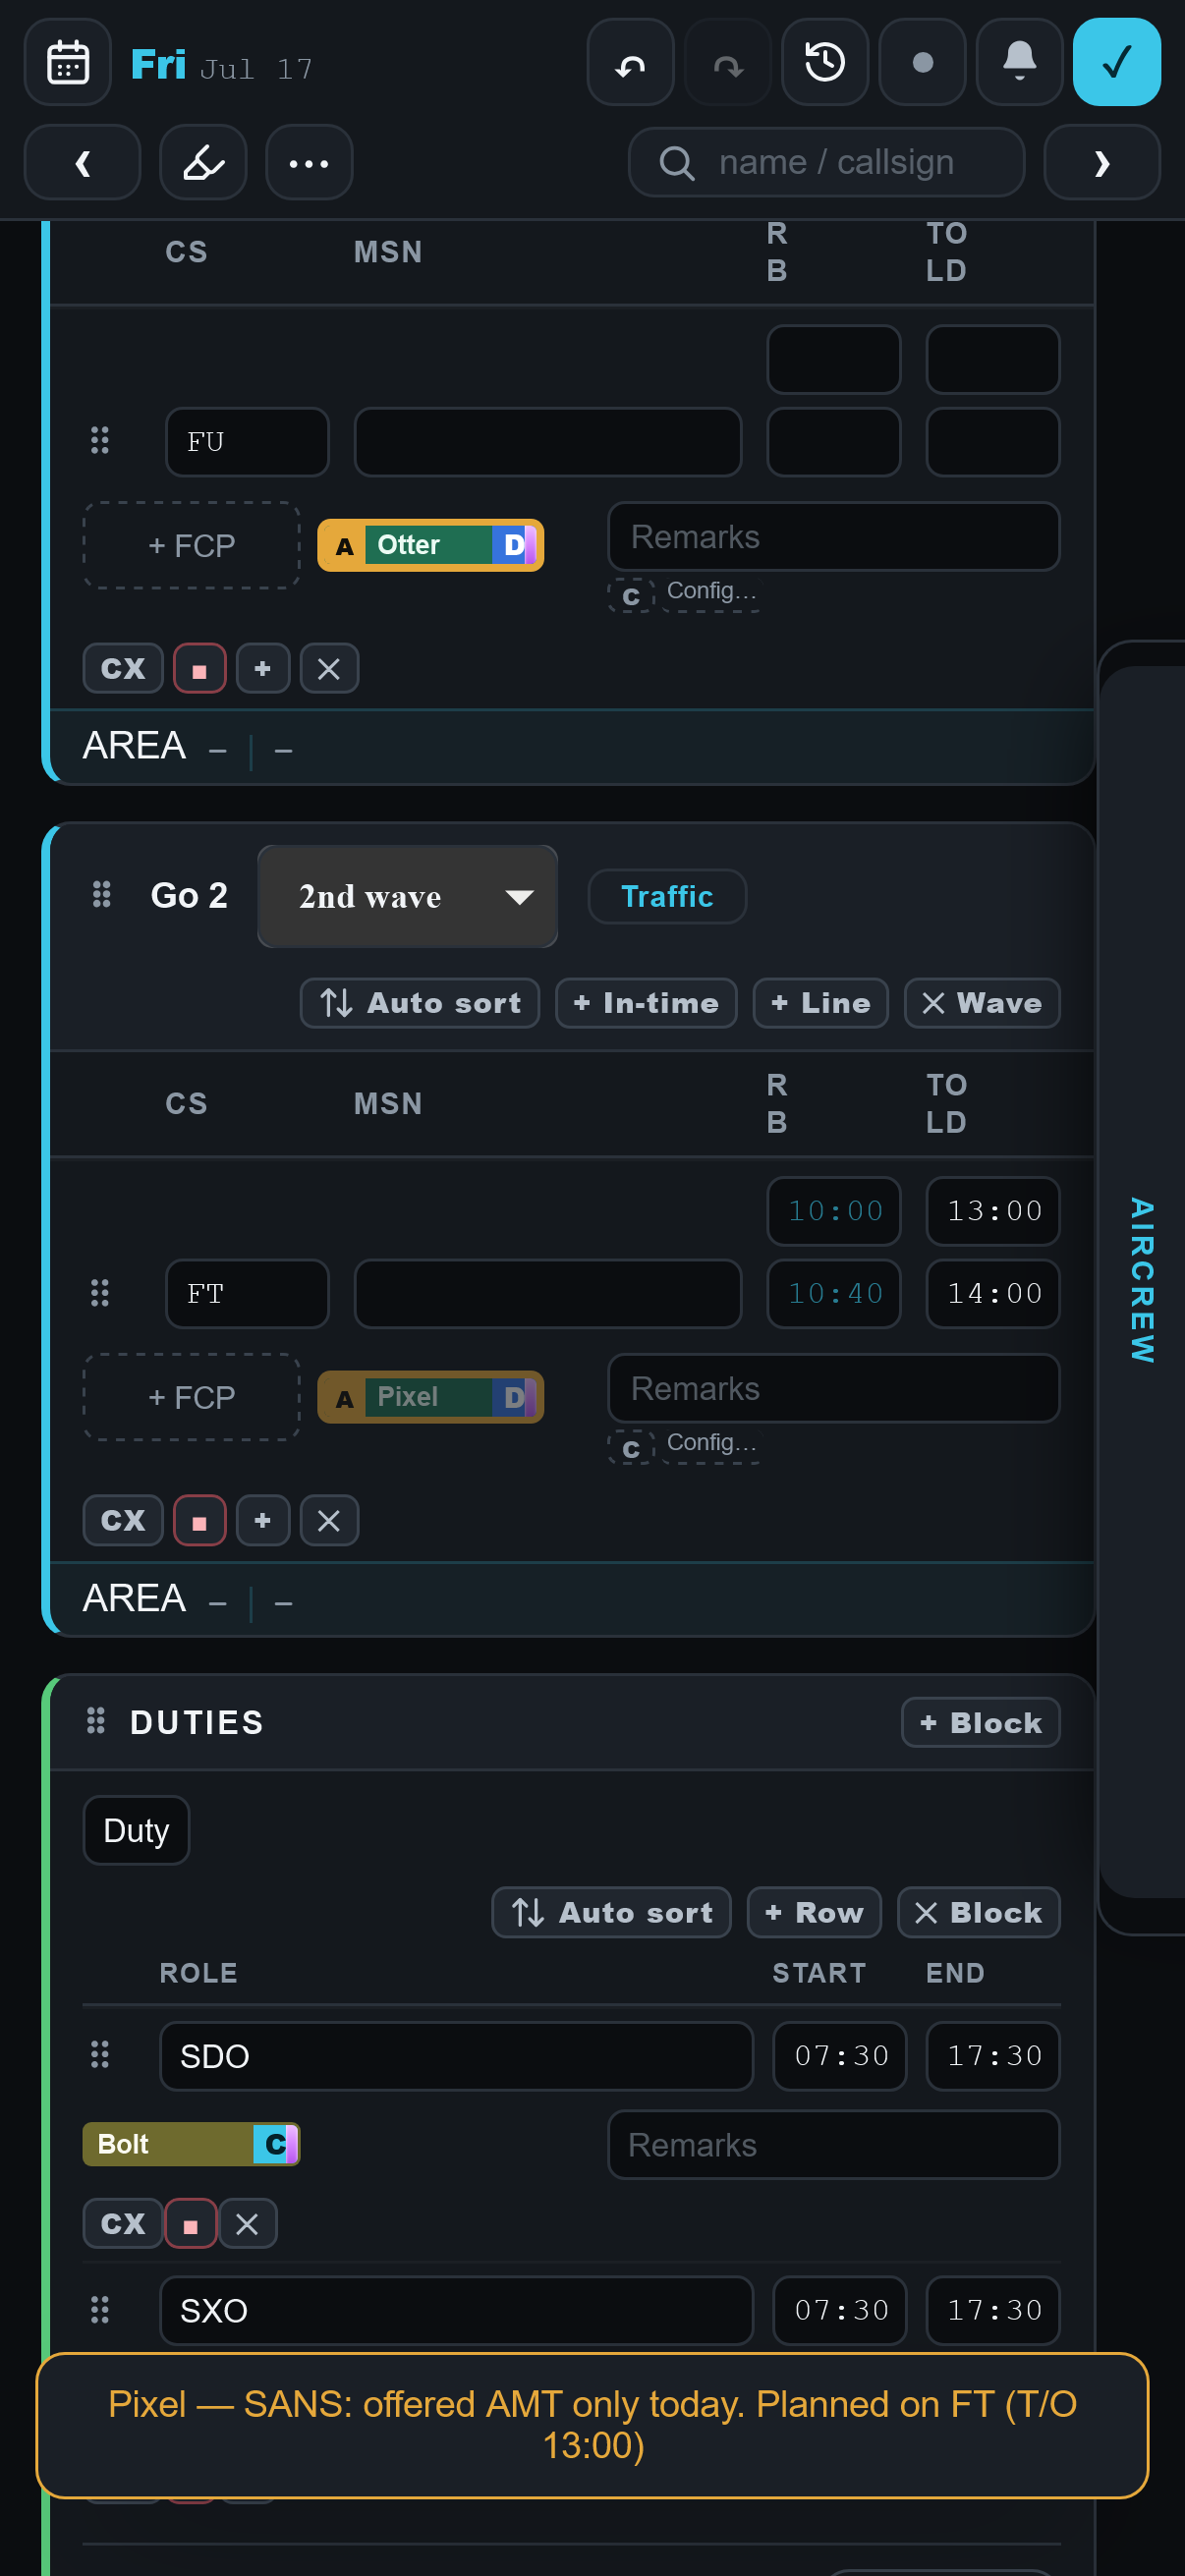 Fri Jul 17
name / callsign
CS MSN R TO
B LD
FU
+ FCP A Otter D Remarks
C Config...
CX + ×
AREA – | –
Go 2 2nd wave Traffic
Auto sort + In-time + Line × Wave
CS MSN R TO
B LD
10:00 13:00
FT 10:40 14:00
+ FCP A Pixel D Remarks
C Config...
CX + ×
AREA – | –
AIRCREW
DUTIES + Block
Duty
Auto sort + Row × Block
ROLE START END
SDO 07:30 17:30
Bolt C Remarks
CX ×
SXO 07:30 17:30
Pixel — SANS: offered AMT only today. Planned on FT (T/O
13:00)